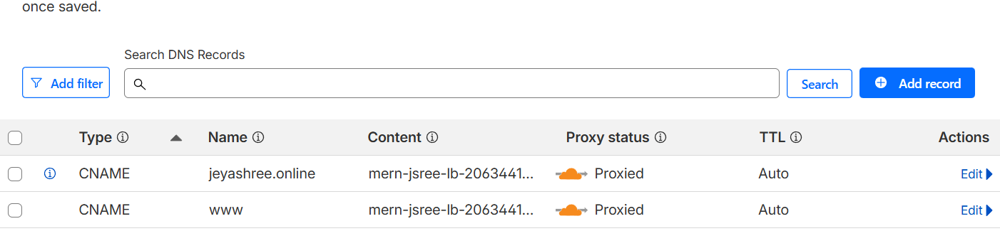 once saved.
Search DNS Records
Add filter
Search
Add record
Type Name Content Proxy status TTL Actions
CNAME jeyashree.online mern-jsree-lb-2063441... Proxied Auto Edit
CNAME www mern-jsree-lb-2063441... Proxied Auto Edit